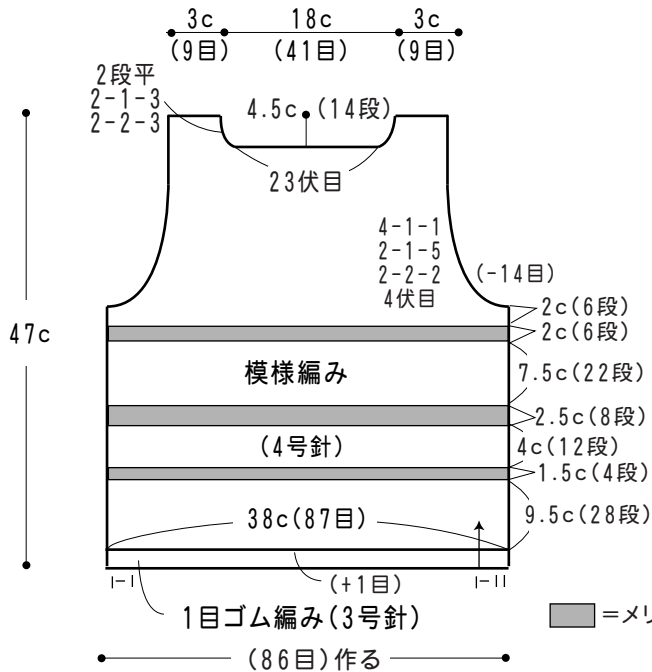 3c 18c 3c
(9目) (41目) (9目)
2段平
2-1-3
2-2-3
4.5c (14段)
23伏目
4-1-1
2-1-5
2-2-2
4伏目
(-14目)
2c(6段)
2c(6段)
47c
模様編み
7.5c(22段)
2.5c(8段)
(4号針)
4c(12段)
1.5c(4段)
38c(87目)
9.5c(28段)
(+1目)
1目ゴム編み(3号針)
=メリ
(86目)作る